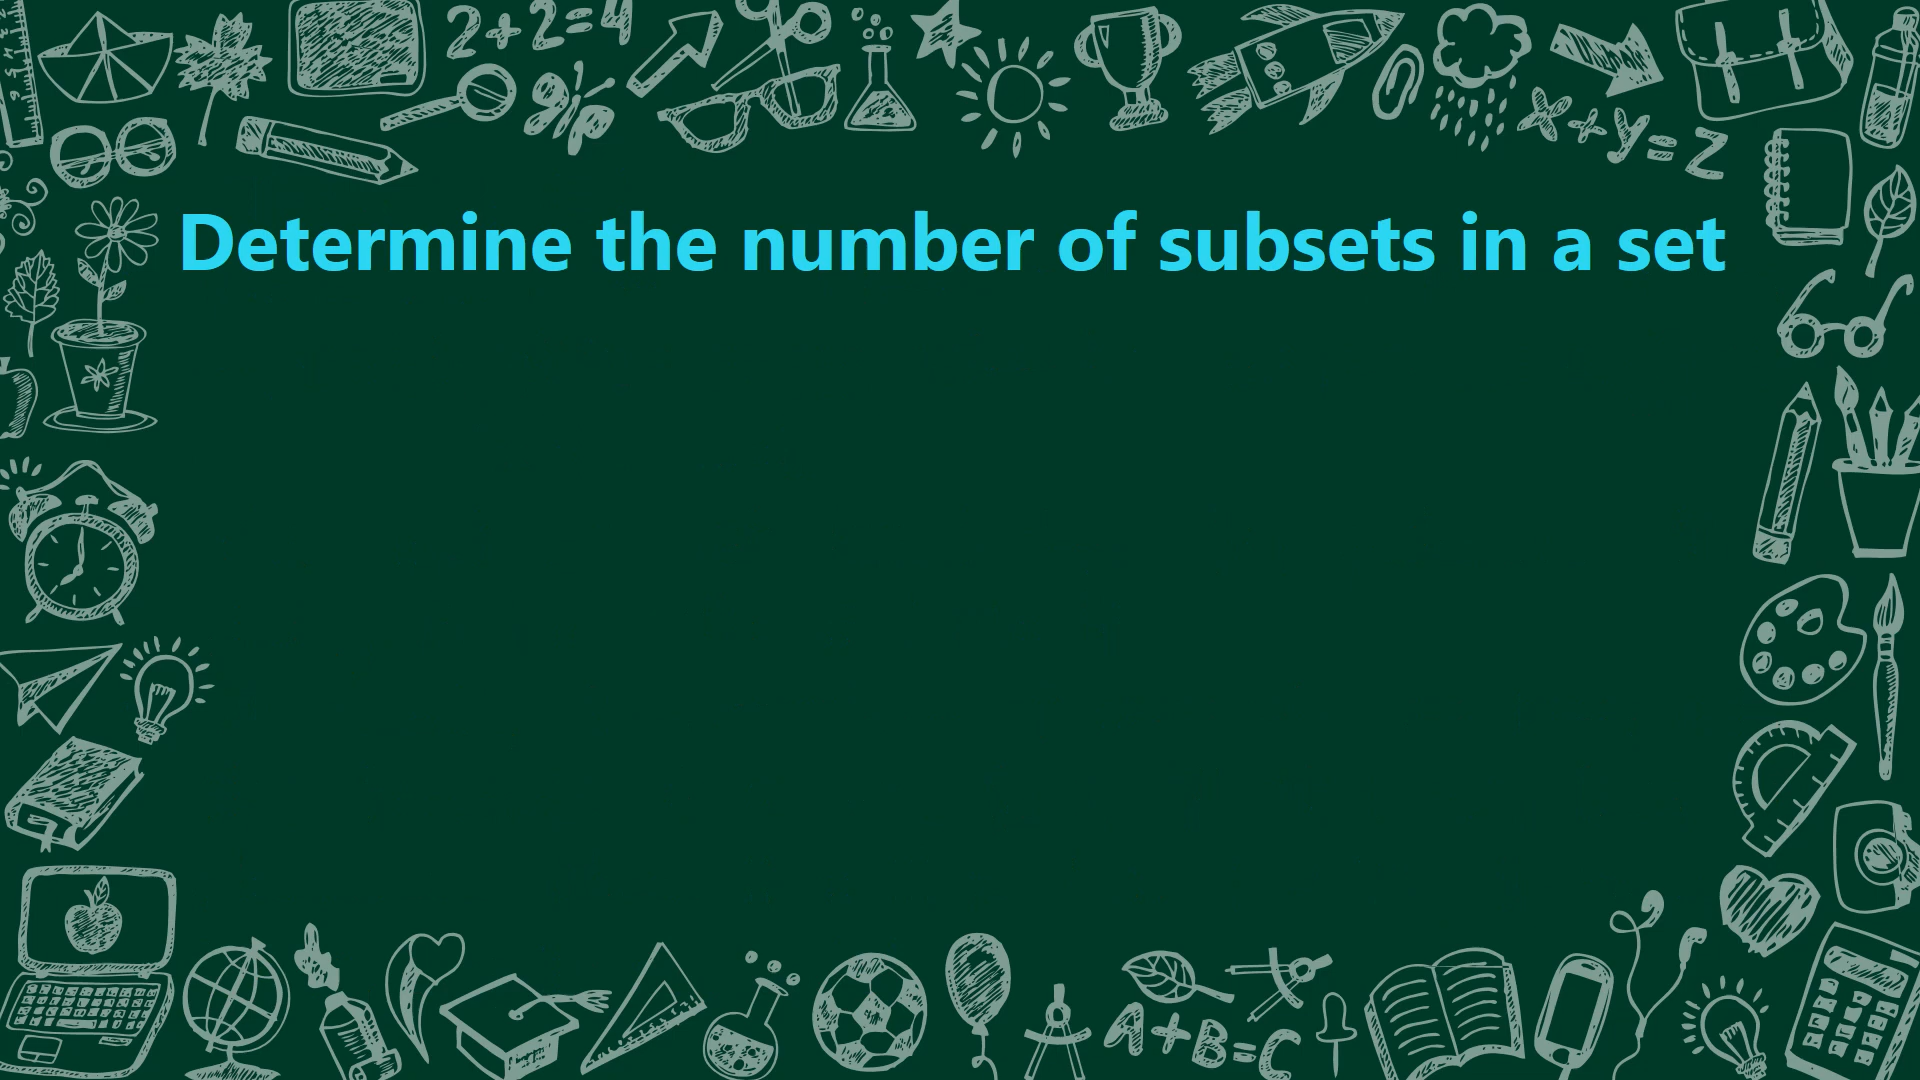 2+2=4
%
x+y=z
Determine the number of subsets in a set
A+B=C